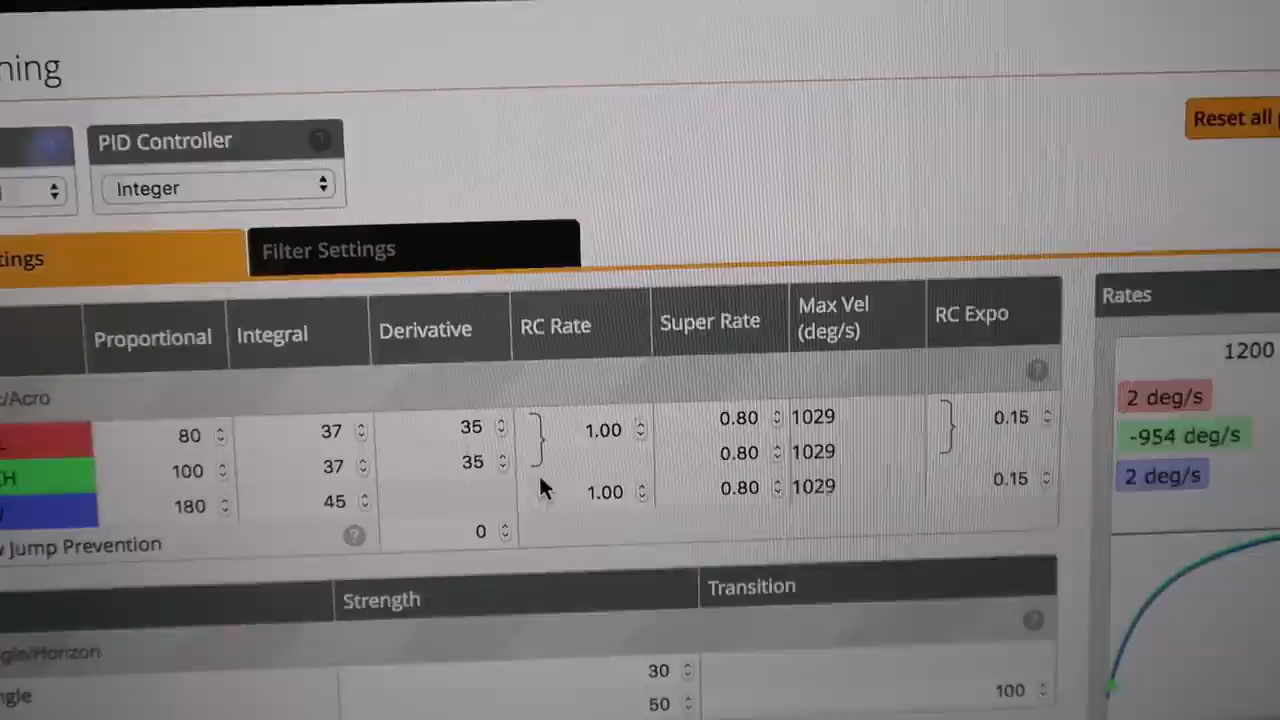 ning
PID Controller ?
Integer
Reset all
tings
Filter Settings
Proportional Integral Derivative RC Rate Super Rate Max Vel (deg/s) RC Expo
Rates
/Acro ?
1200
80 37 35 1.00 0.80 1029 0.15
2 deg/s
CH 100 37 35 0.80 1029
-954 deg/s
180 45 1.00 0.80 1029 0.15
2 deg/s
Jump Prevention ? 0
Strength Transition
gle/Horizon ?
ngle 30
50 100